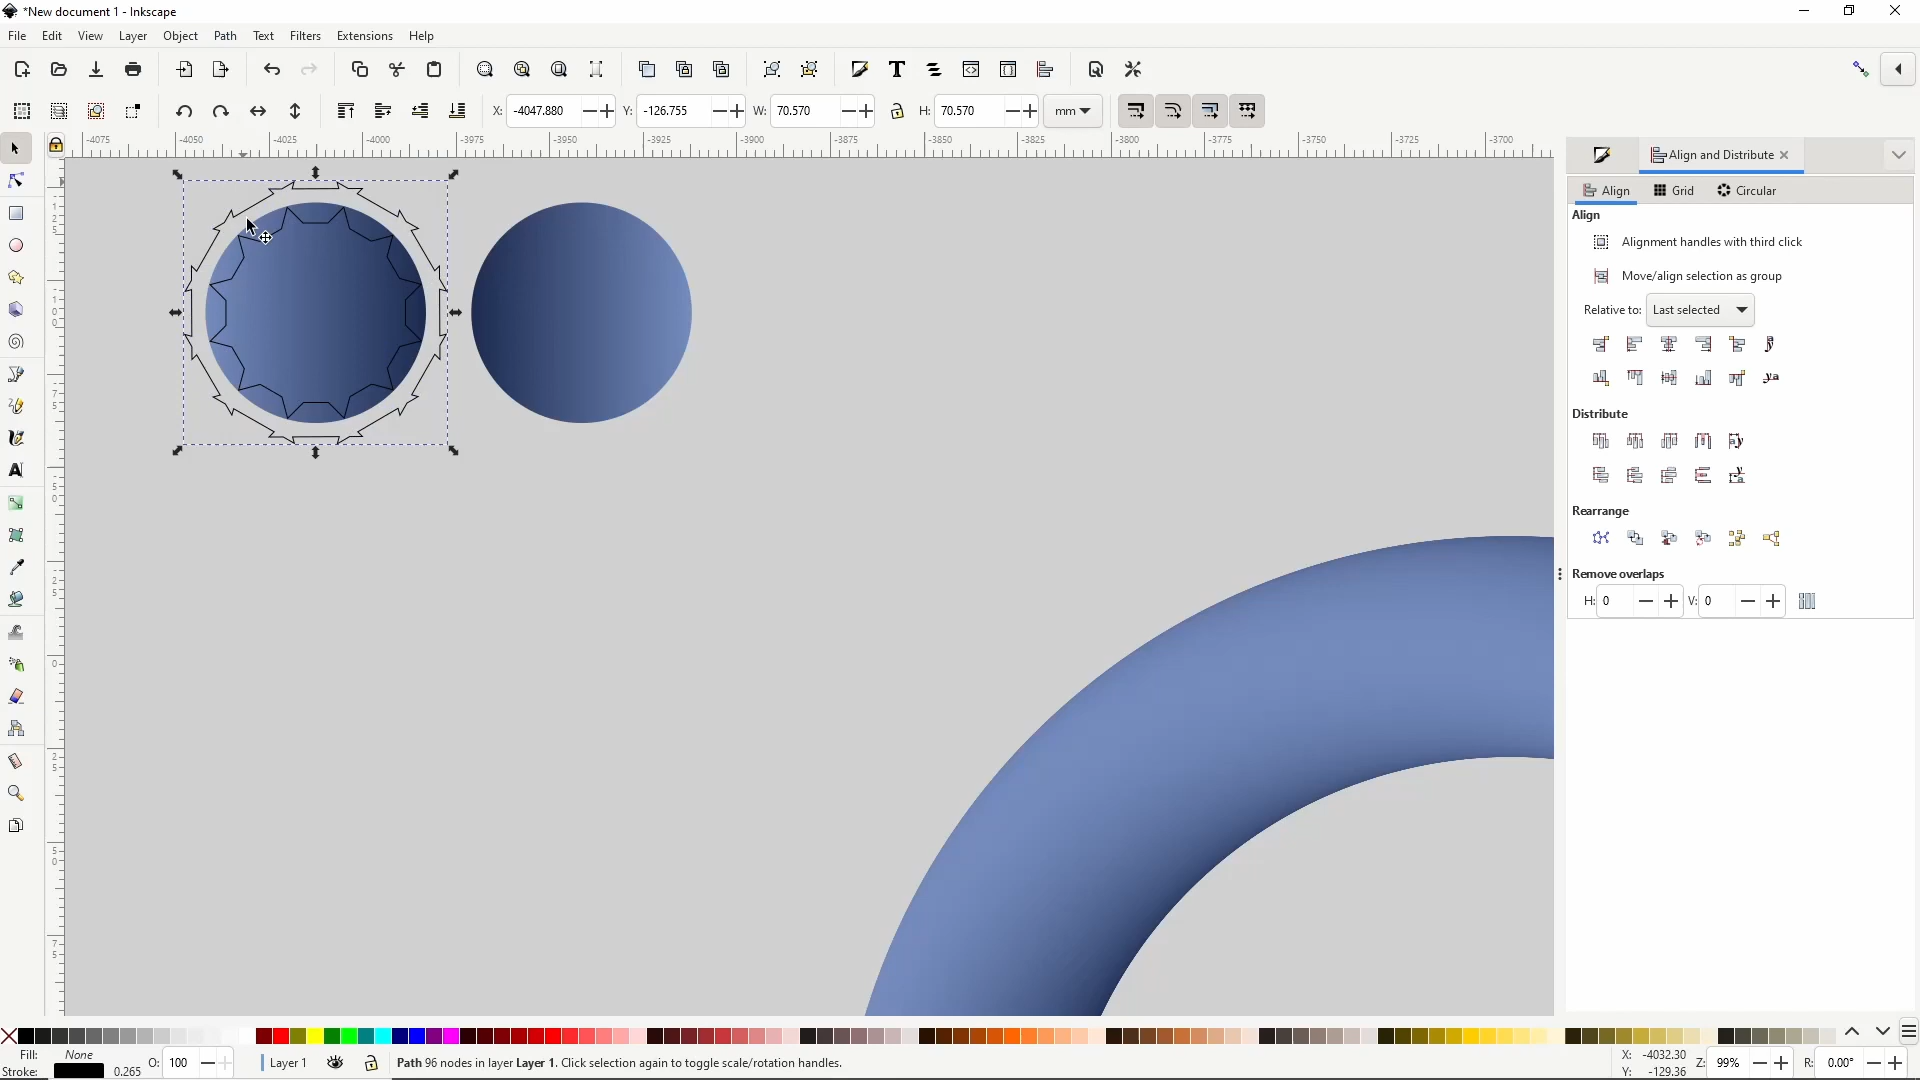 *New document 1 - Inkscape
File Edit View Layer Object Path Text Filters Extensions Help
X: -4047.880 Y: -126.755 W: 70.570 H: 70.570 mm
-4075 -4050 -4025 -4000 -3975 -3950 -3925 -3900 -3875 -3850 -3825 -3800 -3775 -3750 -3725 -3700
Align and Distribute
Align Grid Circular
Align
Alignment handles with third click
Move/align selection as group
Relative to: Last selected
Distribute
Rearrange
Remove overlaps
H: 0 V: 0
Fill: None
Stroke: 0.265
O: 100
Layer 1
Path 96 nodes in layer Layer 1. Click selection again to toggle scale/rotation handles.
X: -4032.30
Y: -129.36
Z: 99%
R: 0.00°